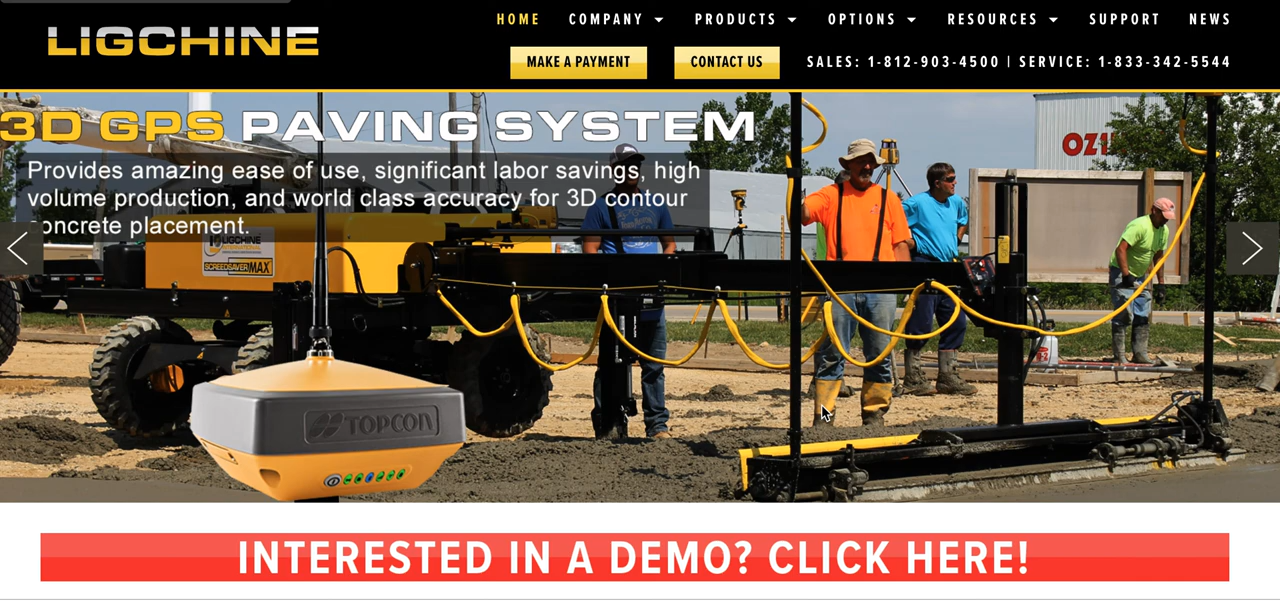 LIGCHINE
HOME COMPANY PRODUCTS OPTIONS RESOURCES SUPPORT NEWS
MAKE A PAYMENT CONTACT US SALES: 1-812-903-4500 | SERVICE: 1-833-342-5544
3D GPS PAVING SYSTEM
Provides amazing ease of use, significant labor savings, high
volume production, and world class accuracy for 3D contour
concrete placement.
LIGCHINE
INTERNATIONAL
SCREEDSAVER MAX
TOPCON
INTERESTED IN A DEMO? CLICK HERE!